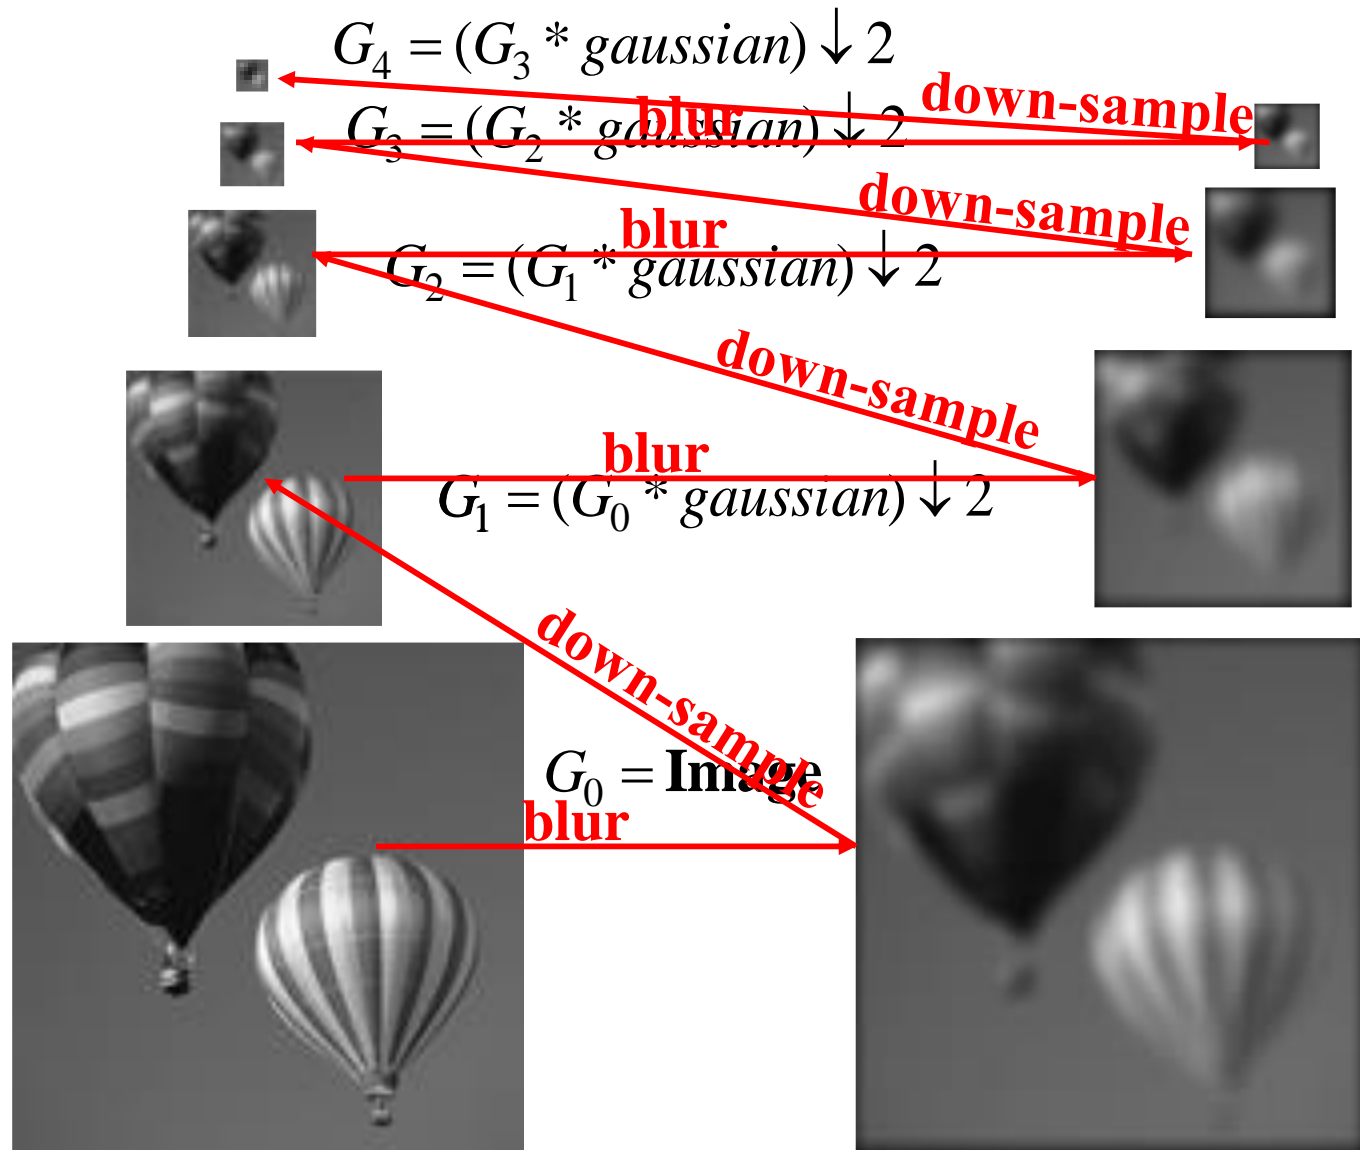 G₄ = (G₃ * gaussian) ↓ 2
down-sample
blur
G₃ = (G₂ * gaussian) ↓ 2
down-sample
blur
G₂ = (G₁ * gaussian) ↓ 2
down-sample
blur
G₁ = (G₀ * gaussian) ↓ 2
down-sample
G₀ = Image
blur